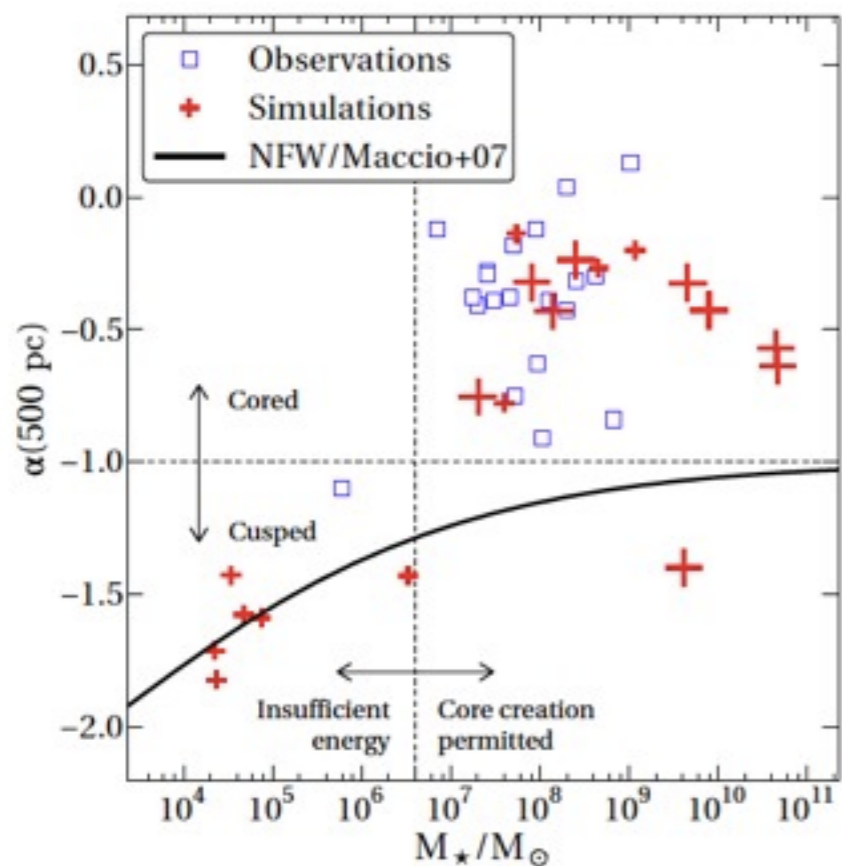 Observations
Simulations
NFW/Maccio+07
0.5
0.0
−0.5
−1.0
−1.5
−2.0
α(500 pc)
Cored
Cusped
Insufficient
energy
Core creation
permitted
10⁴ 10⁵ 10⁶ 10⁷ 10⁸ 10⁹ 10¹⁰ 10¹¹
M★/M⊙